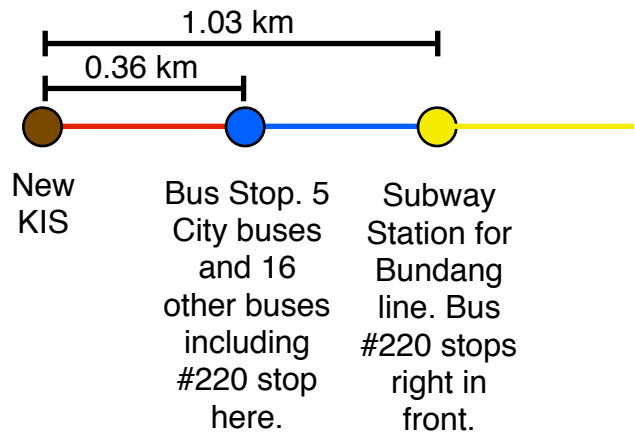 1.03 km
0.36 km
New
KIS
Bus Stop. 5
City buses
and 16
other buses
including
#220 stop
here.
Subway
Station for
Bundang
line. Bus
#220 stops
right in
front.